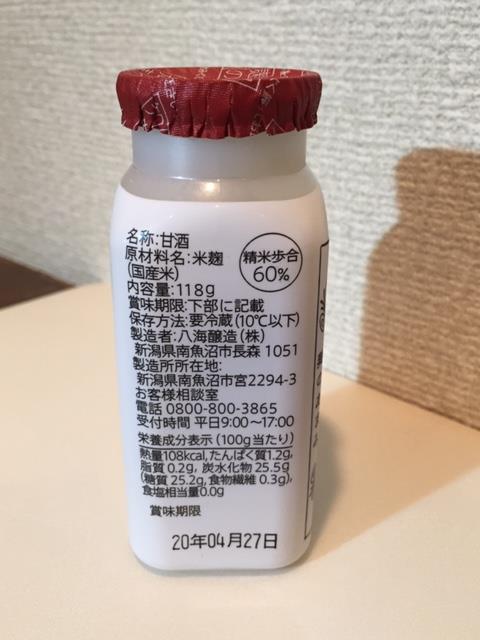 名称:甘酒
原材料名:米麹
(国産米)
精米歩合
60%
内容量:118g
賞味期限:下部に記載
保存方法:要冷蔵(10℃以下)
製造者:八海醸造(株)
新潟県南魚沼市長森 1051
製造所所在地:
新潟県南魚沼市宮2294-3
お客様相談室
電話 0800-800-3865
受付時間 平日9:00〜17:00
栄養成分表示(100g当たり)
熱量108kcal,たんぱく質1.2g,
脂質 0.2g, 炭水化物 25.5g
(糖質 25.2g,食物繊維 0.3g),
食塩相当量0.0g
賞味期限
20年04月27日